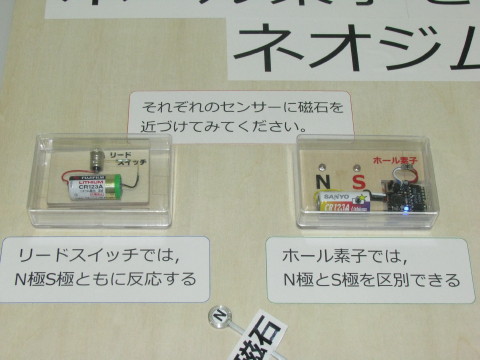 ネオジム
それぞれのセンサーに磁石を
近づけてみてください。
リード
スイッチ
LITHIUM
CR123A
ホール素子
N S
SANYO
CR123A
リードスイッチでは,
N極S極ともに反応する
ホール素子では,
N極とS極を区別できる
N
磁石